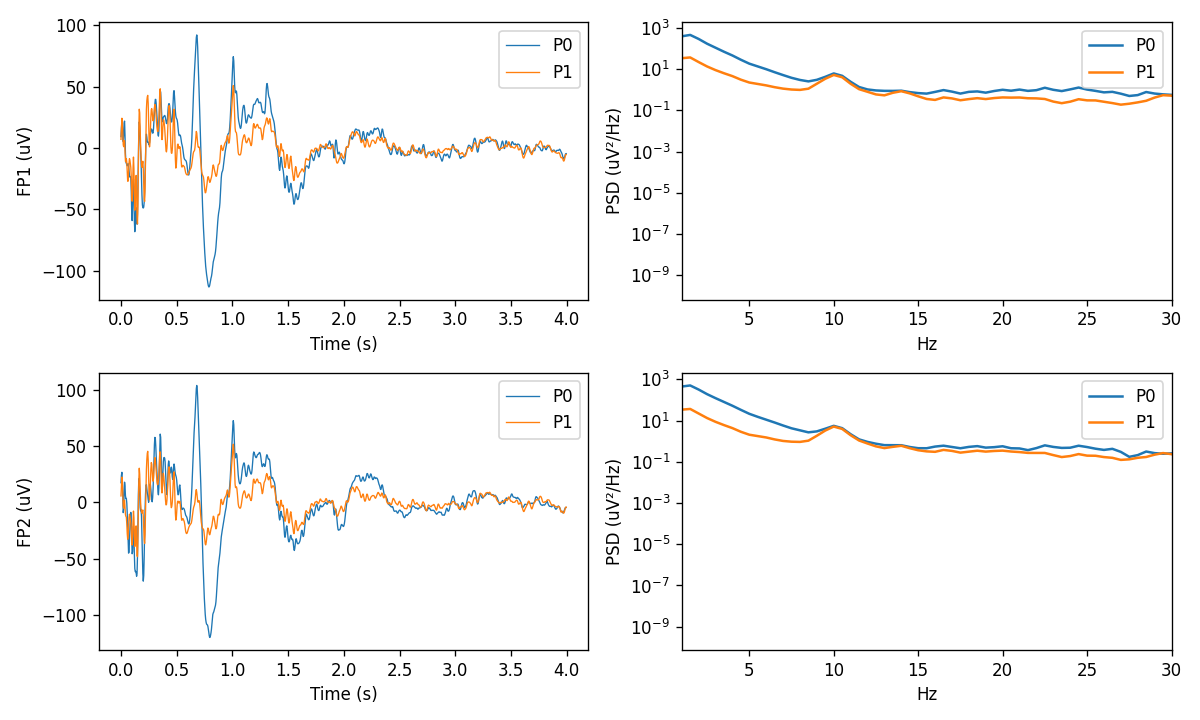 100
50
0
−50
−100
FP1 (uV)
0.0 0.5 1.0 1.5 2.0 2.5 3.0 3.5 4.0
Time (s)
P0
P1
10³
10¹
10⁻¹
10⁻³
10⁻⁵
10⁻⁷
10⁻⁹
PSD (uV²/Hz)
5 10 15 20 25 30
Hz
P0
P1
100
50
0
−50
−100
FP2 (uV)
0.0 0.5 1.0 1.5 2.0 2.5 3.0 3.5 4.0
Time (s)
P0
P1
10³
10¹
10⁻¹
10⁻³
10⁻⁵
10⁻⁷
10⁻⁹
PSD (uV²/Hz)
5 10 15 20 25 30
Hz
P0
P1